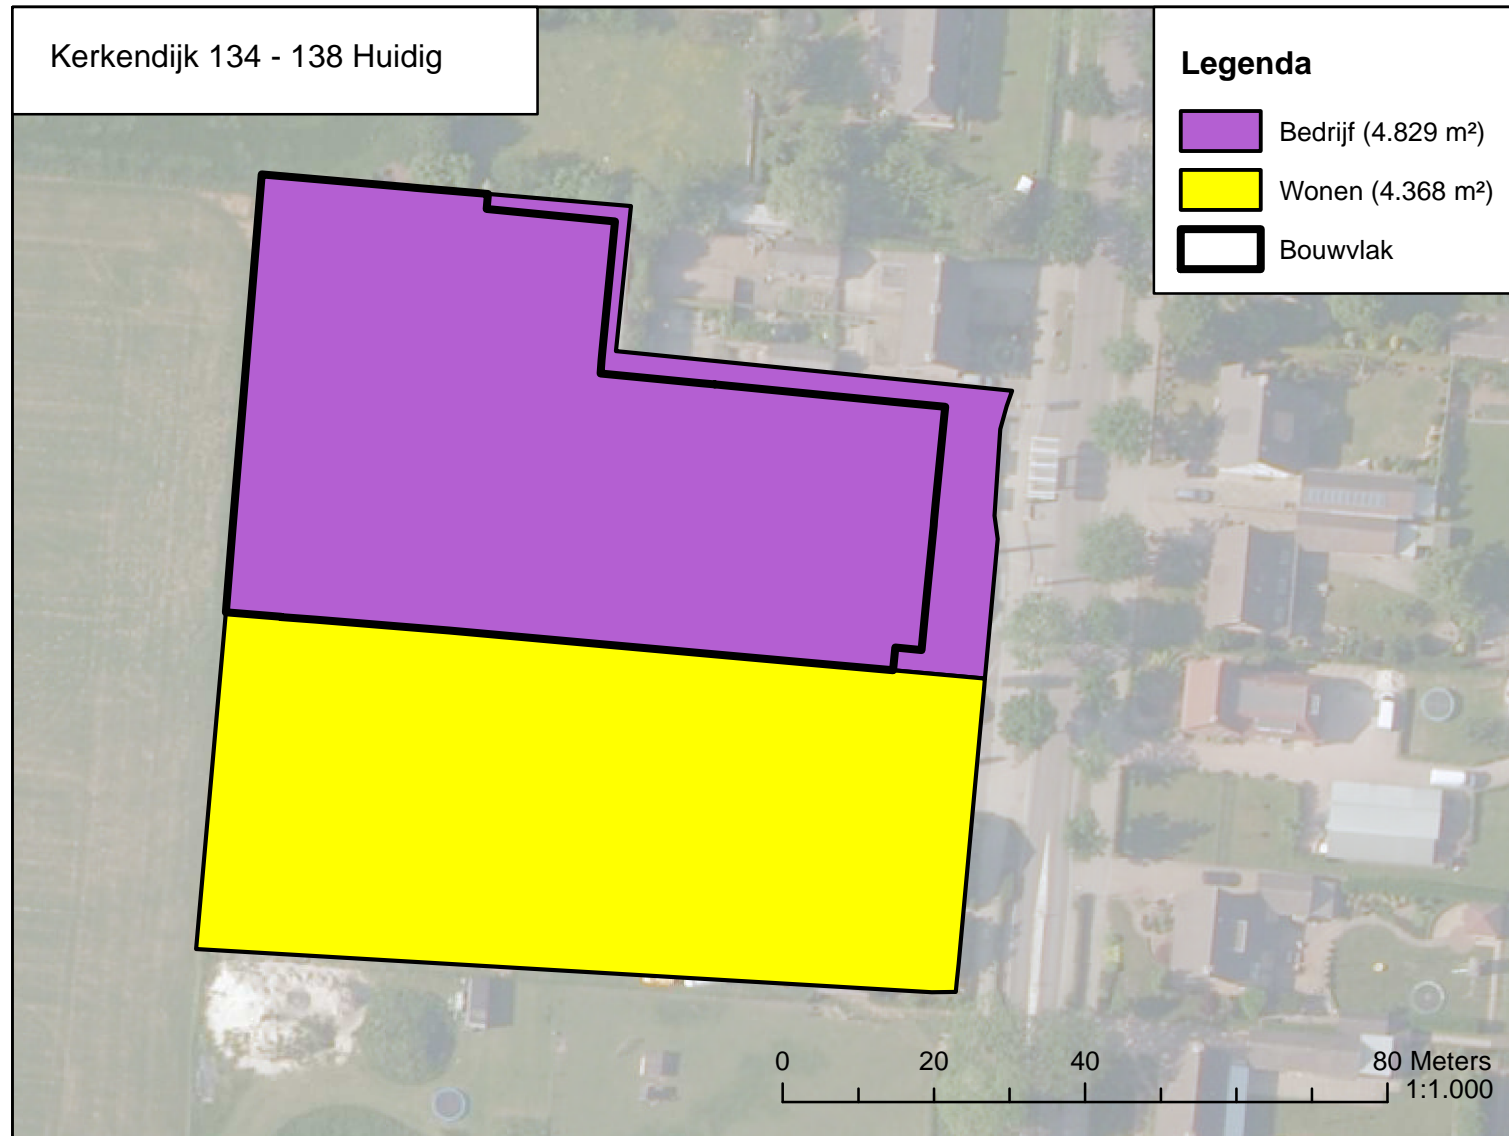 Kerkendijk 134 - 138 Huidig
Legenda
Bedrijf (4.829 m²)
Wonen (4.368 m²)
Bouwvlak
0 20 40 80 Meters
1:1.000